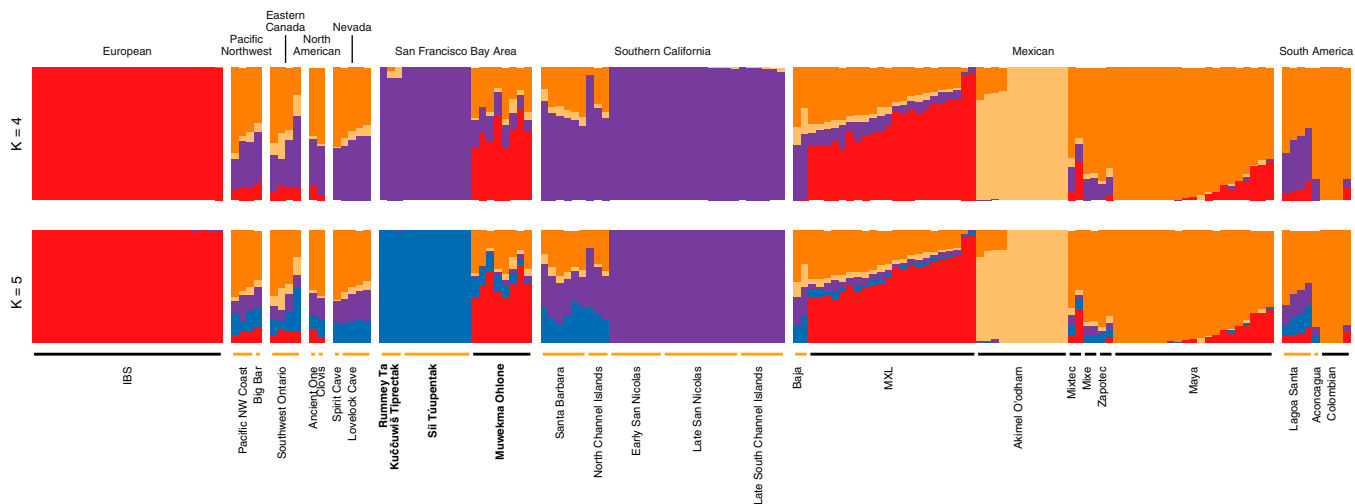 Eastern
Canada
Pacific
Northwest
Nevada
North
American
European
San Francisco Bay Area
Southern California
Mexican
South America
K = 4
K = 5
IBS
Pacific NW Coast
Big Bar
Southwest Ontario
Ancient One
Clovis
Spirit Cave
Lovelock Cave
Rummey Ta
Kuččuwiš Tiprectak
Síi Túupentak
Muwekma Ohlone
Santa Barbara
North Channel Islands
Early San Nicolas
Late San Nicolas
Late South Channel Islands
Baja
MXL
Akimel O'odham
Mixtec
Mixe
Zapotec
Maya
Lagoa Santa
Aconcagua
Colombian